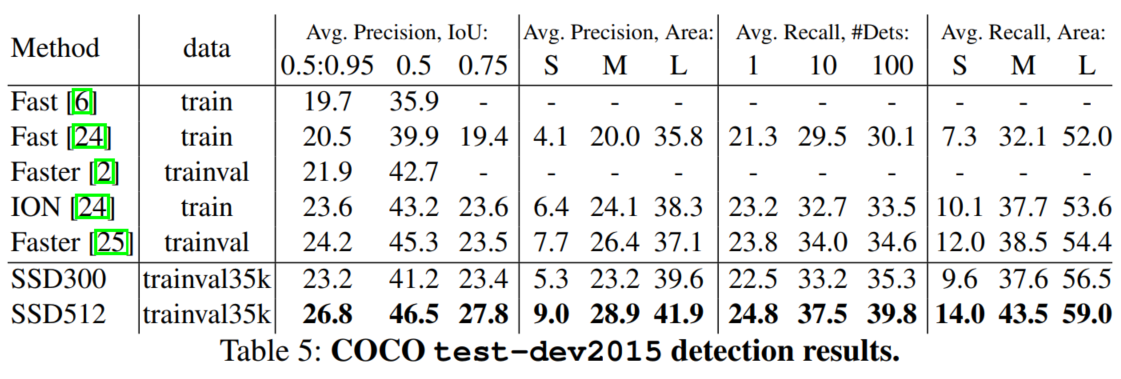 Method data Avg. Precision, IoU: Avg. Precision, Area: Avg. Recall, #Dets: Avg. Recall, Area:
0.5:0.95 0.5 0.75 S M L 1 10 100 S M L
Fast [6] train 19.7 35.9 - - - - - - - - - -
Fast [24] train 20.5 39.9 19.4 4.1 20.0 35.8 21.3 29.5 30.1 7.3 32.1 52.0
Faster [2] trainval 21.9 42.7 - - - - - - - - - -
ION [24] train 23.6 43.2 23.6 6.4 24.1 38.3 23.2 32.7 33.5 10.1 37.7 53.6
Faster [25] trainval 24.2 45.3 23.5 7.7 26.4 37.1 23.8 34.0 34.6 12.0 38.5 54.4
SSD300 trainval35k 23.2 41.2 23.4 5.3 23.2 39.6 22.5 33.2 35.3 9.6 37.6 56.5
SSD512 trainval35k 26.8 46.5 27.8 9.0 28.9 41.9 24.8 37.5 39.8 14.0 43.5 59.0
Table 5: COCO test-dev2015 detection results.